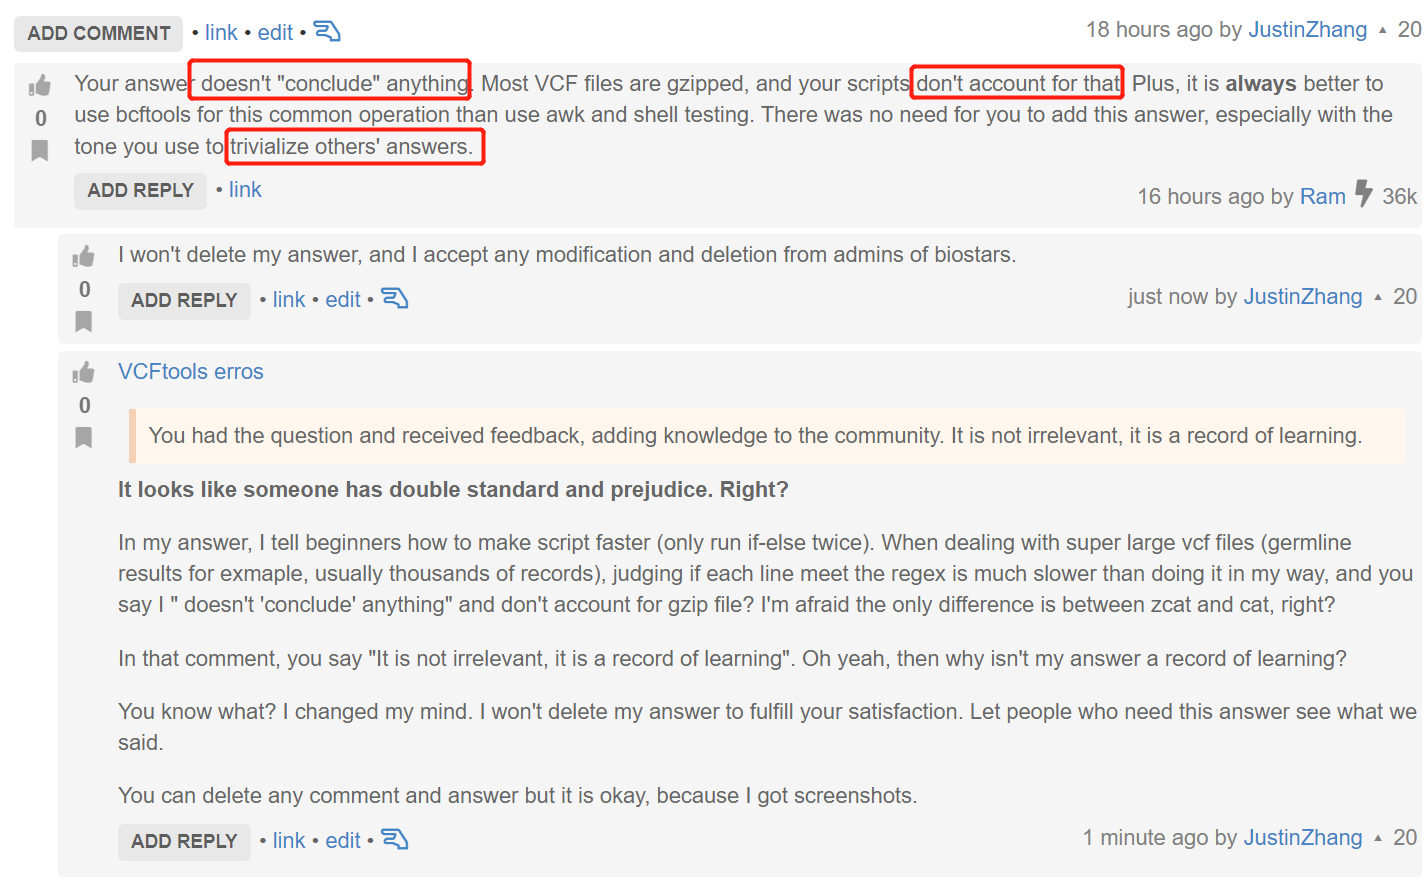 ADD COMMENT • link • edit •
18 hours ago by JustinZhang ▲ 20
Your answer doesn't "conclude" anything. Most VCF files are gzipped, and your scripts don't account for that. Plus, it is always better to
0
use bcftools for this common operation than use awk and shell testing. There was no need for you to add this answer, especially with the
tone you use to trivialize others' answers.
ADD REPLY • link
16 hours ago by Ram 36k
I won't delete my answer, and I accept any modification and deletion from admins of biostars.
0
ADD REPLY • link • edit •
just now by JustinZhang ▲ 20
VCFtools erros
0
You had the question and received feedback, adding knowledge to the community. It is not irrelevant, it is a record of learning.
It looks like someone has double standard and prejudice. Right?
In my answer, I tell beginners how to make script faster (only run if-else twice). When dealing with super large vcf files (germline
results for exmaple, usually thousands of records), judging if each line meet the regex is much slower than doing it in my way, and you
say I " doesn't 'conclude' anything" and don't account for gzip file? I'm afraid the only difference is between zcat and cat, right?
In that comment, you say "It is not irrelevant, it is a record of learning". Oh yeah, then why isn't my answer a record of learning?
You know what? I changed my mind. I won't delete my answer to fulfill your satisfaction. Let people who need this answer see what we
said.
You can delete any comment and answer but it is okay, because I got screenshots.
ADD REPLY • link • edit •
1 minute ago by JustinZhang ▲ 20